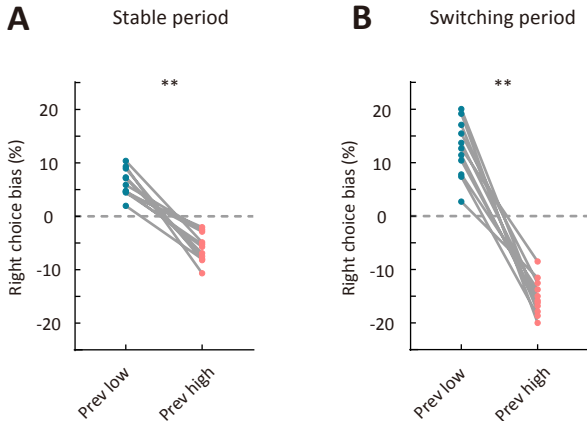 A Stable period
**
Right choice bias (%)
20
10
0
-10
-20
Prev low
Prev high
B Switching period
**
Right choice bias (%)
20
10
0
-10
-20
Prev low
Prev high